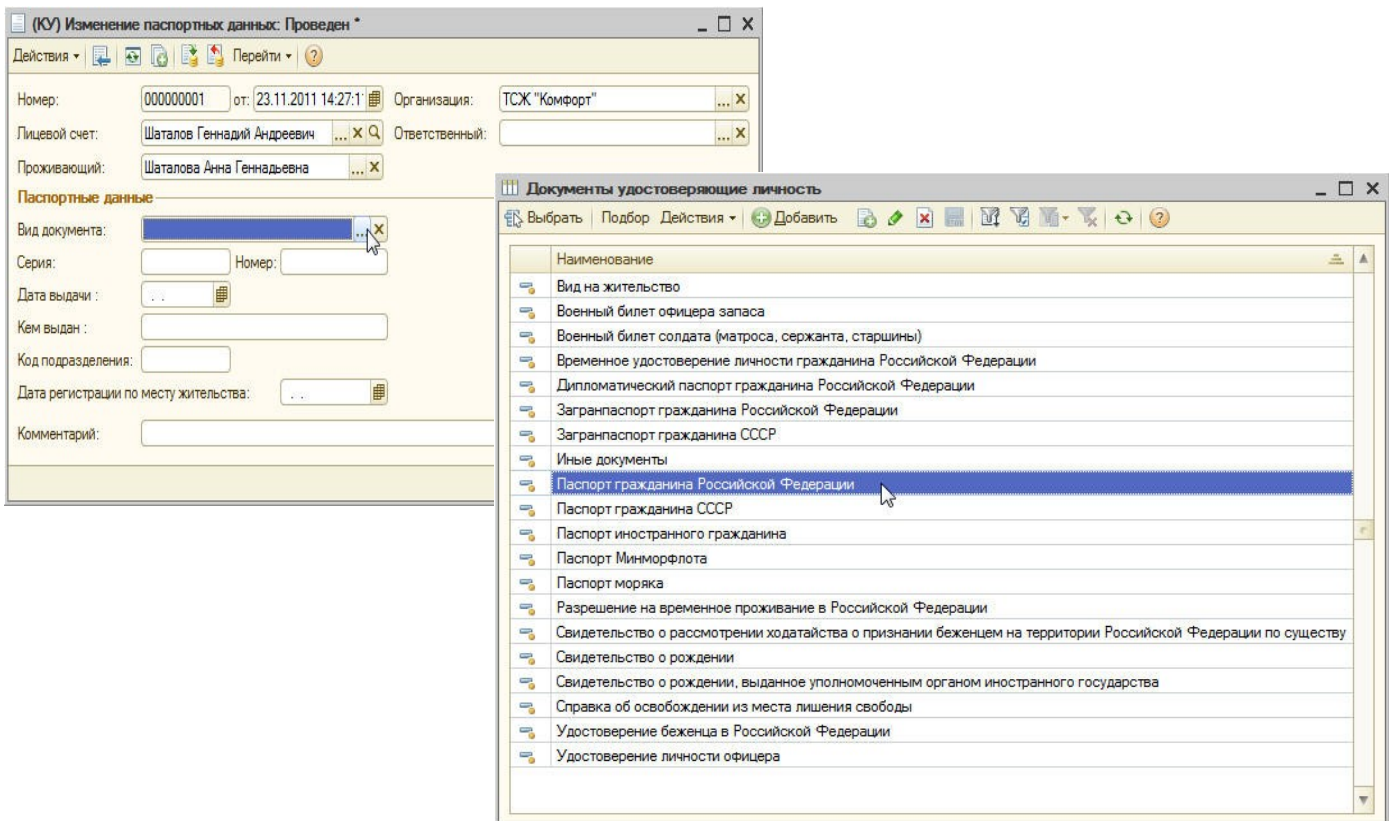 (КУ) Изменение паспортных данных: Проведен *
Действия Перейти
Номер: 000000001 от: 23.11.2011 14:27:1 Организация: ТСЖ "Комфорт" ... X
Лицевой счет: Шаталов Геннадий Андреевич ... X Ответственный: ... X
Проживающий: Шаталова Анна Геннадьевна ... X
Паспортные данные
Вид документа: ... X
Серия: Номер:
Дата выдачи : . .
Кем выдан :
Код подразделения:
Дата регистрации по месту жительства: . .
Комментарий:
Документы удостоверяющие личность
Выбрать Подбор Действия Добавить
Наименование
Вид на жительство
Военный билет офицера запаса
Военный билет солдата (матроса, сержанта, старшины)
Временное удостоверение личности гражданина Российской Федерации
Дипломатический паспорт гражданина Российской Федерации
Загранпаспорт гражданина Российской Федерации
Загранпаспорт гражданина СССР
Иные документы
Паспорт гражданина Российской Федерации
Паспорт гражданина СССР
Паспорт иностранного гражданина
Паспорт Минморфлота
Паспорт моряка
Разрешение на временное проживание в Российской Федерации
Свидетельство о рассмотрении ходатайства о признании беженцем на территории Российской Федерации по существу
Свидетельство о рождении
Свидетельство о рождении, выданное уполномоченным органом иностранного государства
Справка об освобождении из места лишения свободы
Удостоверение беженца в Российской Федерации
Удостоверение личности офицера